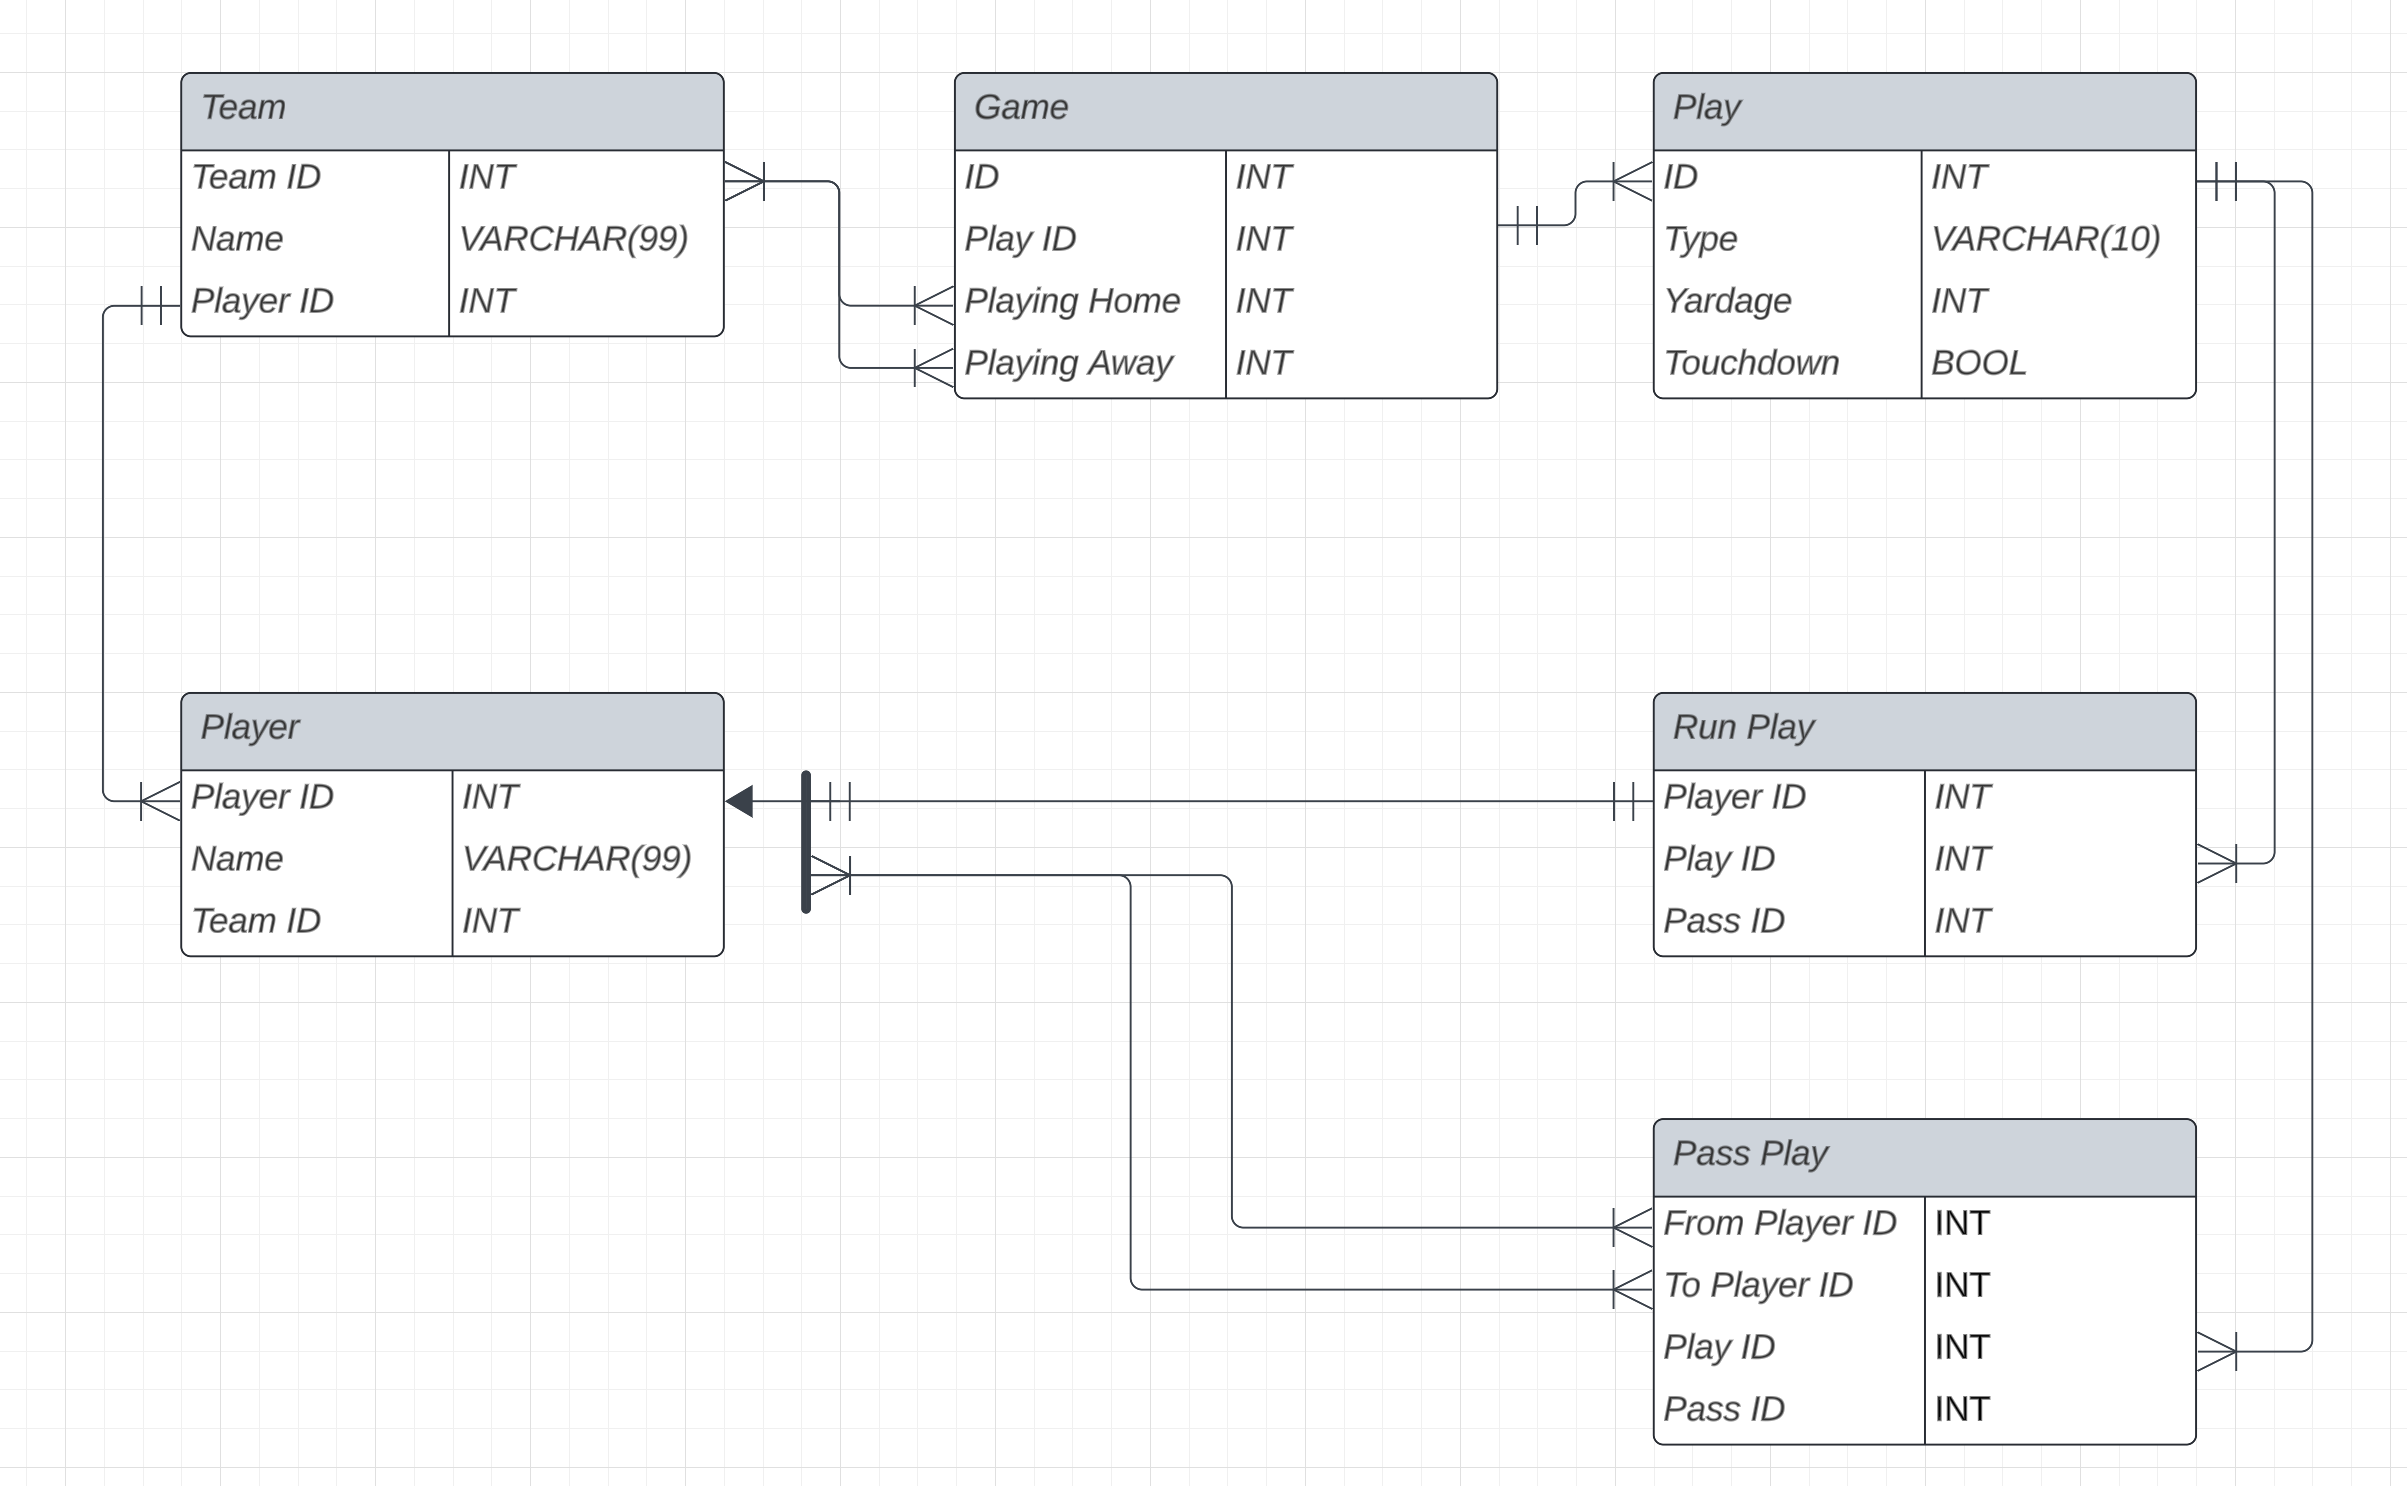 Team
Team ID INT
Name VARCHAR(99)
Player ID INT
Game
ID INT
Play ID INT
Playing Home INT
Playing Away INT
Play
ID INT
Type VARCHAR(10)
Yardage INT
Touchdown BOOL
Player
Player ID INT
Name VARCHAR(99)
Team ID INT
Run Play
Player ID INT
Play ID INT
Pass ID INT
Pass Play
From Player ID INT
To Player ID INT
Play ID INT
Pass ID INT